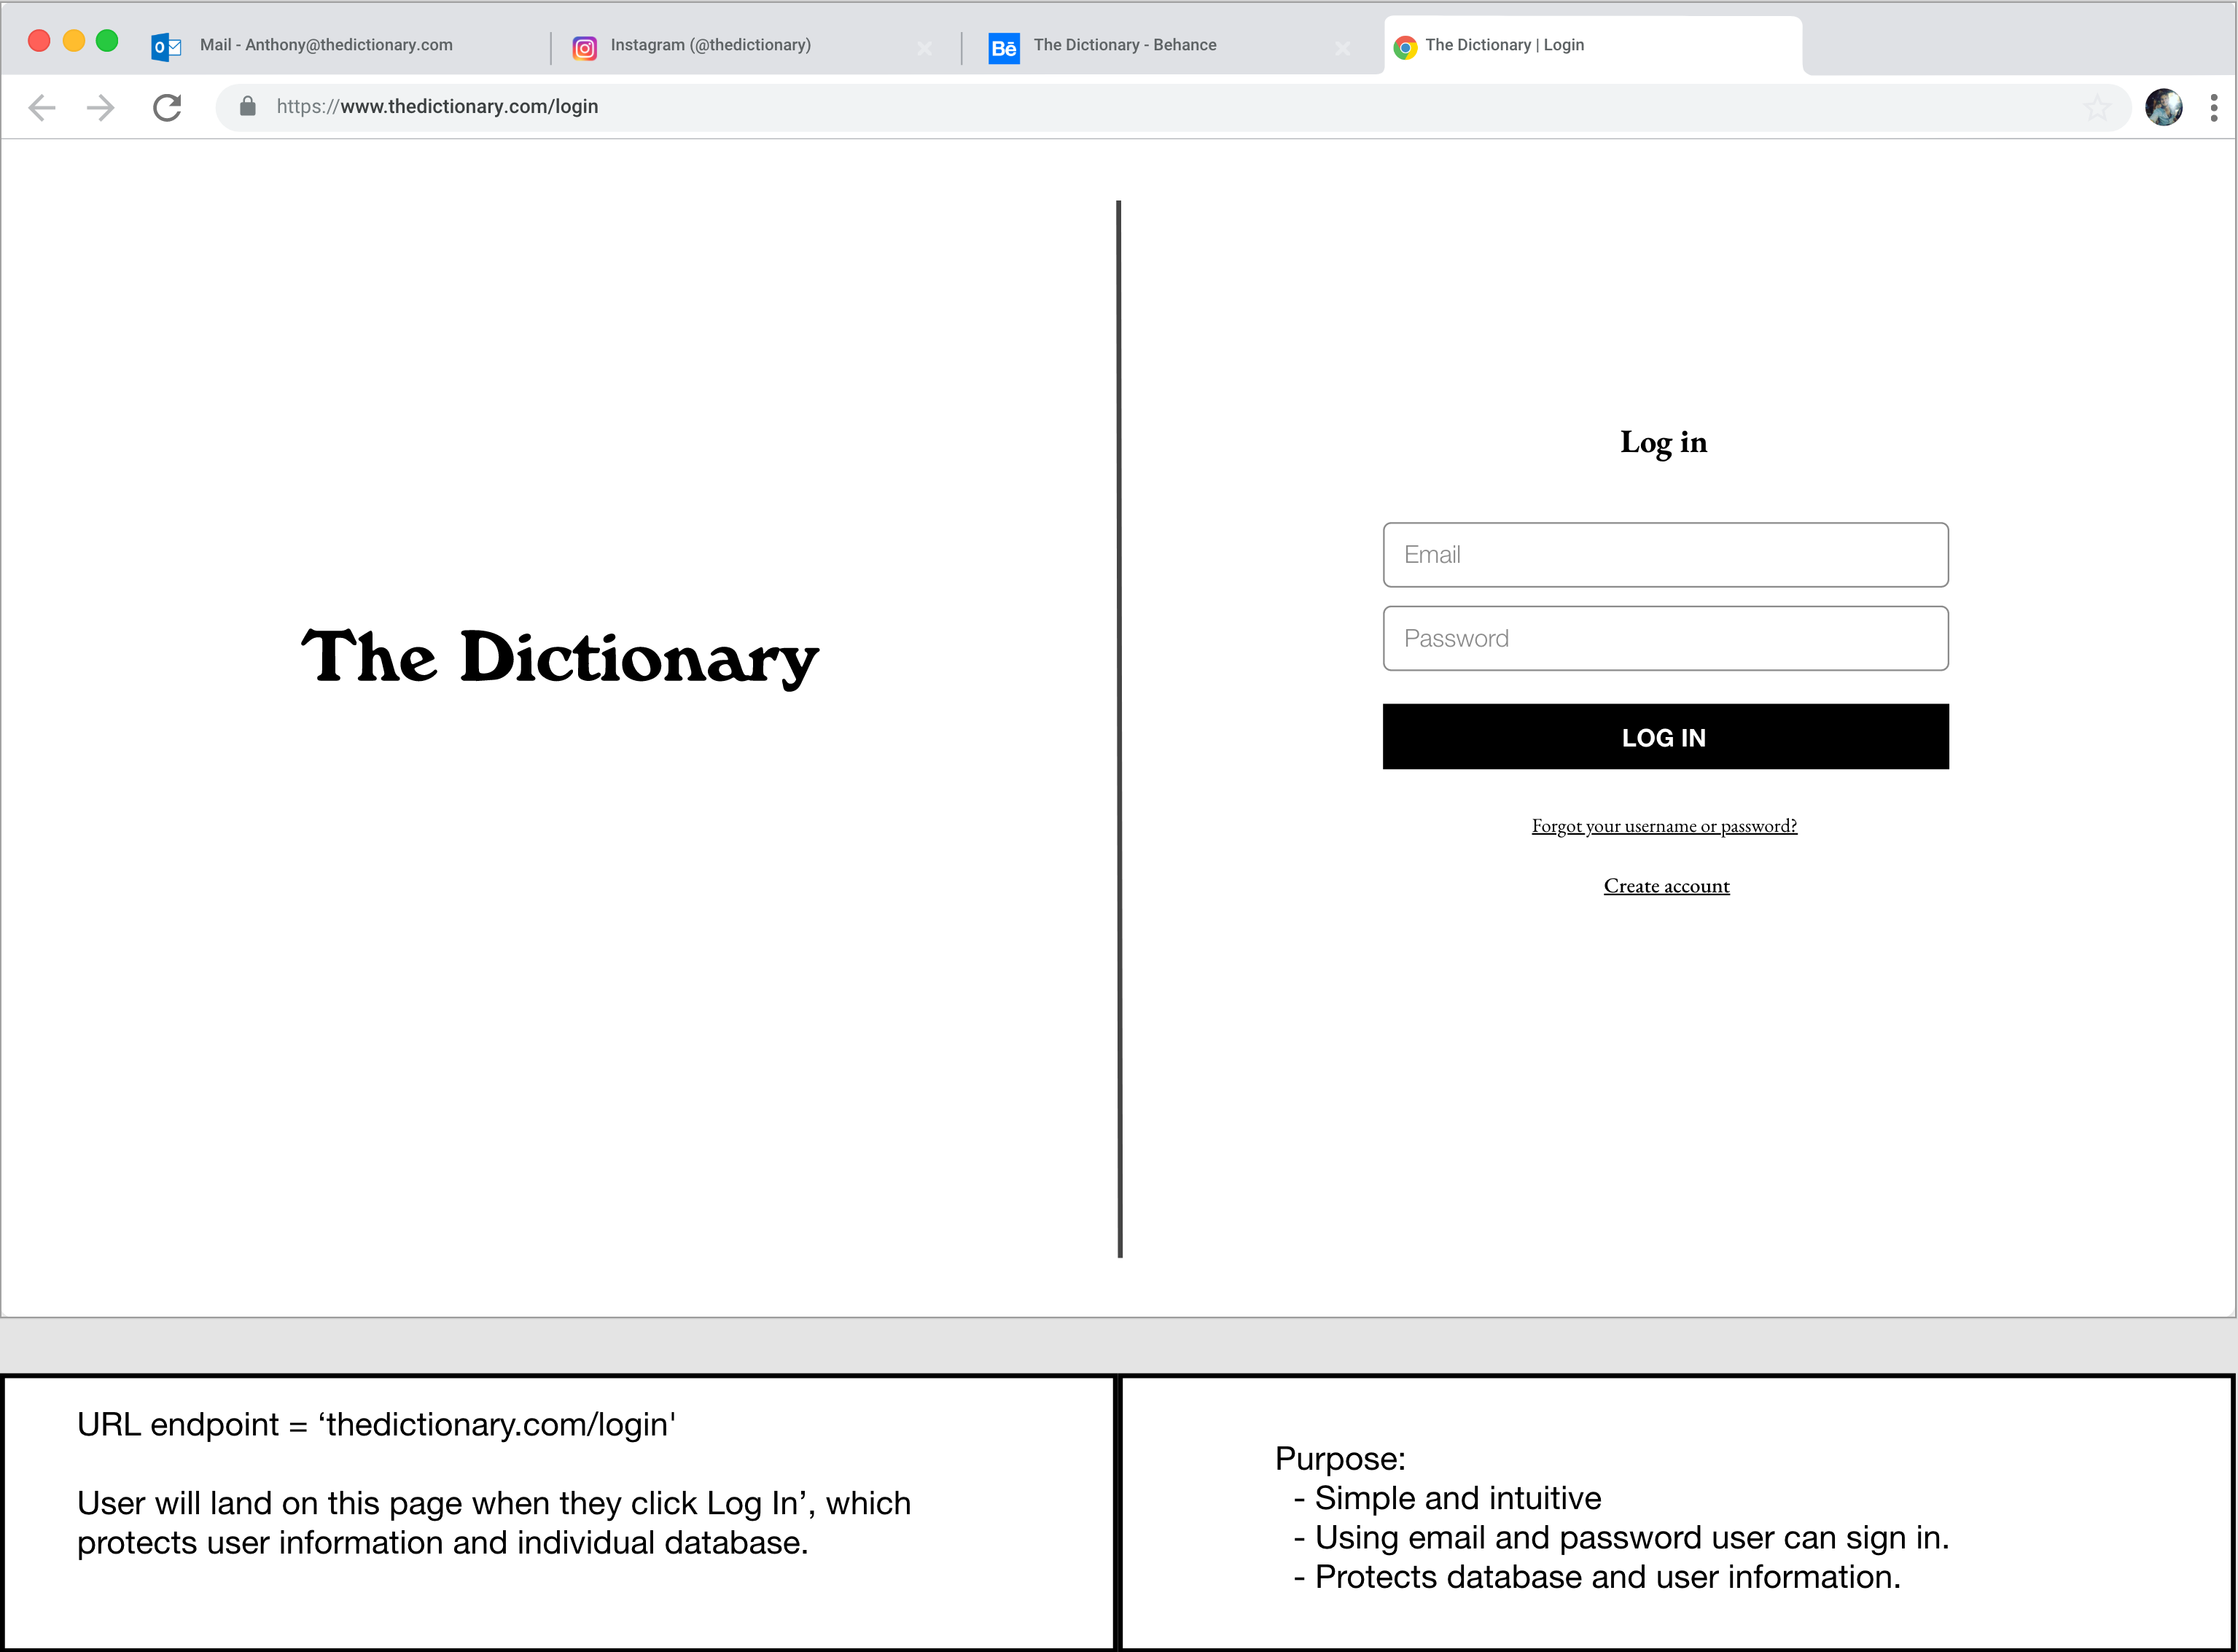 Mail - Anthony@thedictionary.com
Instagram (@thedictionary)
Bē
The Dictionary - Behance
The Dictionary | Login
https://www.thedictionary.com/login
The Dictionary
Log in
Email
Password
LOG IN
Forgot your username or password?
Create account
URL endpoint = ‘thedictionary.com/login'
User will land on this page when they click Log In’, which
protects user information and individual database.
Purpose:
- Simple and intuitive
- Using email and password user can sign in.
- Protects database and user information.